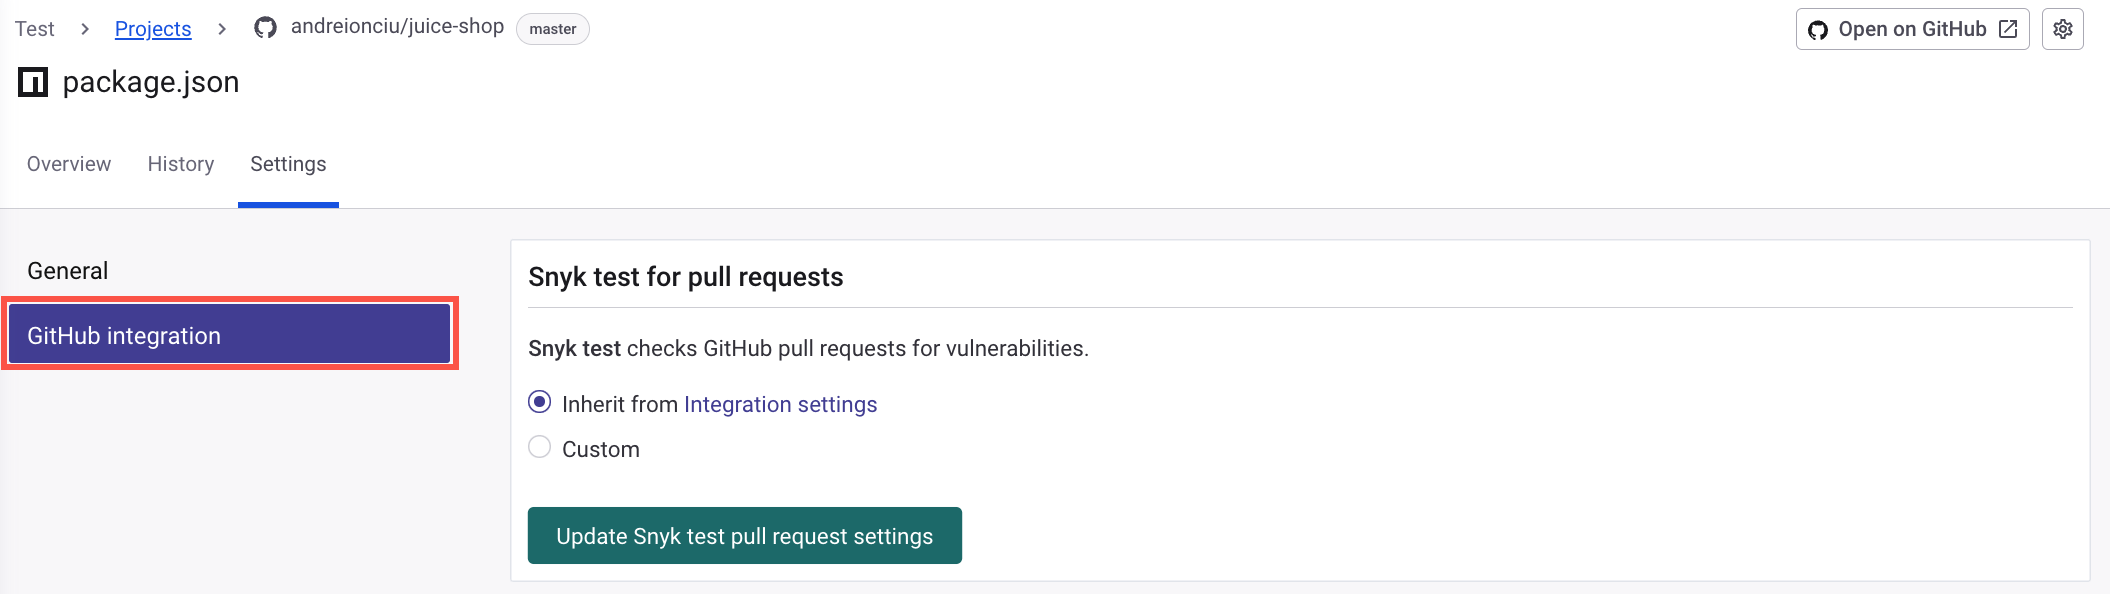 Test > Projects > andreionciu/juice-shop master
Open on GitHub
package.json
Overview History Settings
General
GitHub integration
Snyk test for pull requests
Snyk test checks GitHub pull requests for vulnerabilities.
Inherit from Integration settings
Custom
Update Snyk test pull request settings